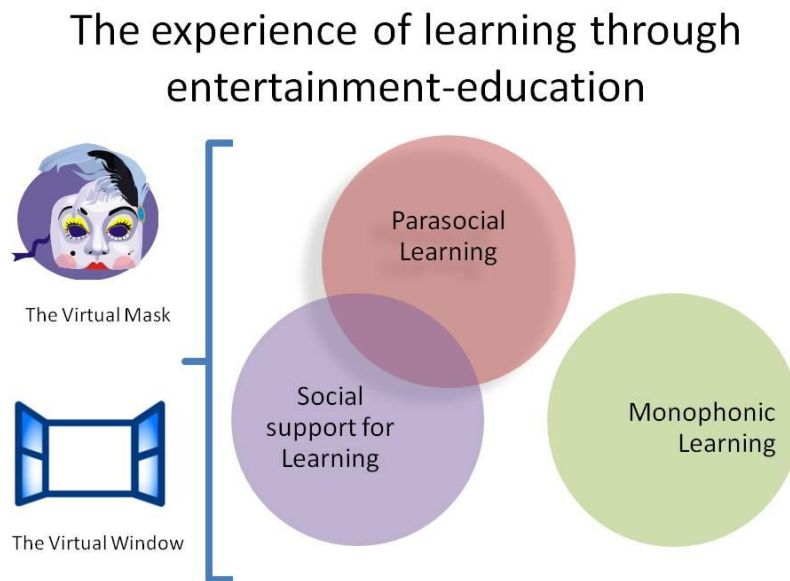 The experience of learning through
entertainment-education
Parasocial
Learning
The Virtual Mask
Social
support for
Learning
Monophonic
Learning
The Virtual Window